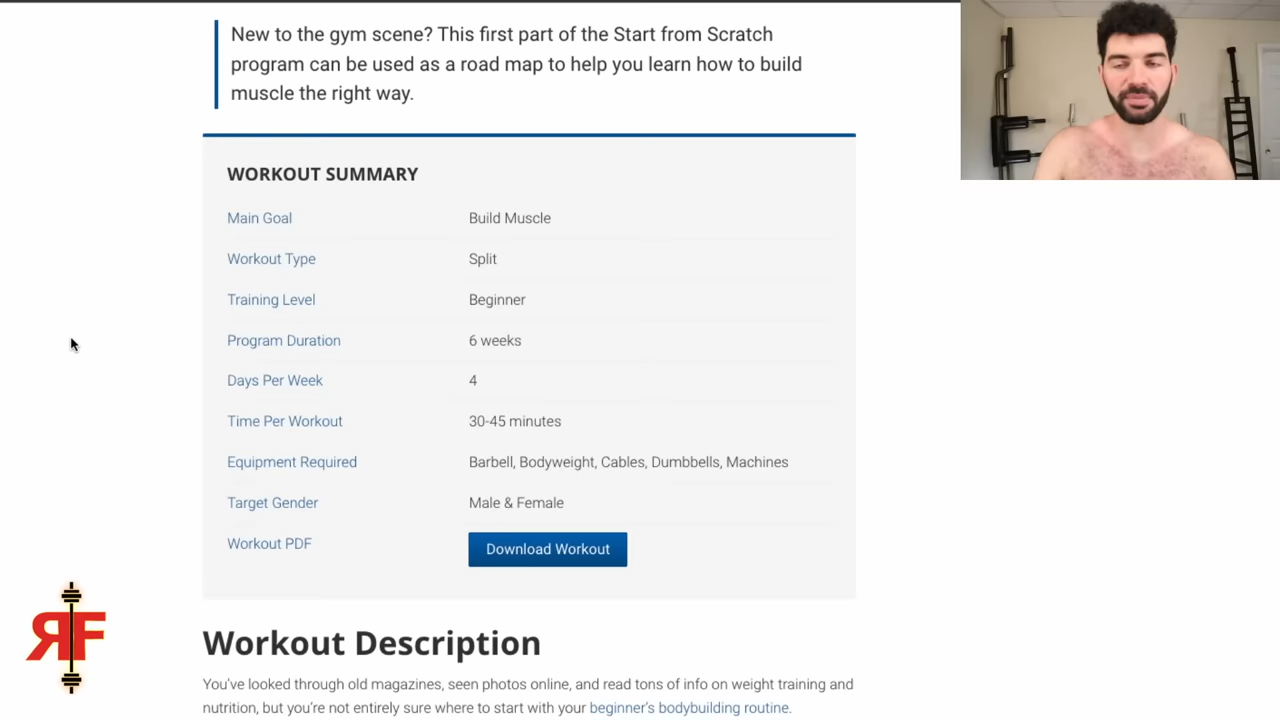 New to the gym scene? This first part of the Start from Scratch
program can be used as a road map to help you learn how to build
muscle the right way.
WORKOUT SUMMARY
Main Goal Build Muscle
Workout Type Split
Training Level Beginner
Program Duration 6 weeks
Days Per Week 4
Time Per Workout 30-45 minutes
Equipment Required Barbell, Bodyweight, Cables, Dumbbells, Machines
Target Gender Male & Female
Workout PDF Download Workout
ЯF
Workout Description
You've looked through old magazines, seen photos online, and read tons of info on weight training and
nutrition, but you're not entirely sure where to start with your beginner's bodybuilding routine.